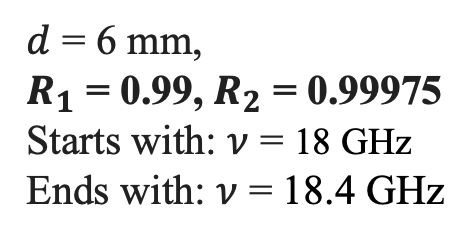 d = 6 mm,
R₁ = 0.99, R₂ = 0.99975
Starts with: ν = 18 GHz
Ends with: ν = 18.4 GHz